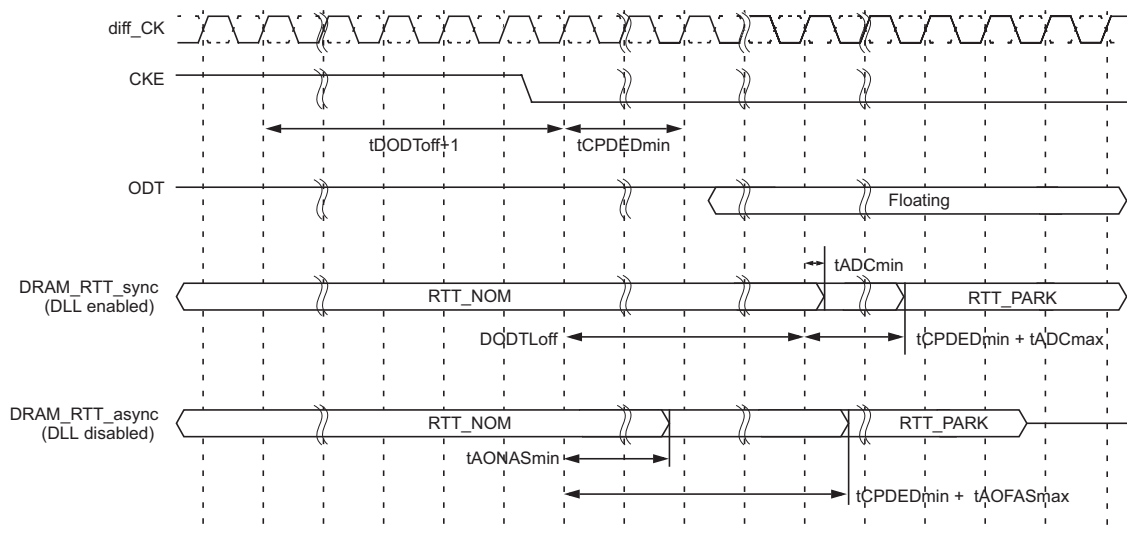 diff_CK
CKE
tDODToff+1
tCPDEDmin
ODT
Floating
tADCmin
DRAM_RTT_sync
(DLL enabled)
RTT_NOM
RTT_PARK
DODTLoff
tCPDEDmin + tADCmax
DRAM_RTT_async
(DLL disabled)
RTT_NOM
RTT_PARK
tAONASmin
tCPDEDmin + tAOFASmax